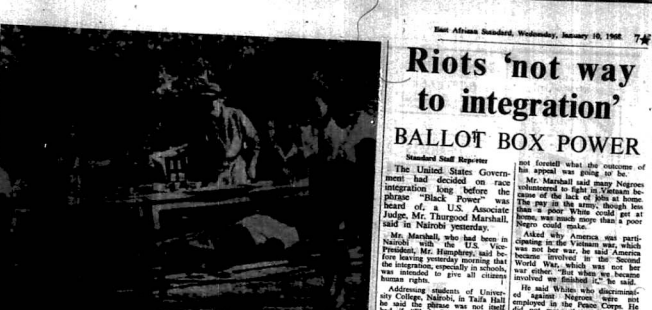 East African Standard, Wednesday, January 10, 1968 7★
Riots 'not way
to integration'
BALLOT BOX POWER
Standard Staff Reporter
The United States Govern-
ment had decided on race
integration long before the
phrase "Black Power" was
heard of, a U.S. Associate
Judge, Mr. Thurgood Marshall,
said in Nairobi yesterday.
Mr. Marshall, who had been in
Nairobi with the U.S. Vice-
President, Mr. Humphrey, said be-
fore leaving yesterday morning that
the integration, especially in schools,
was intended to give all citizens
human rights.
Addressing students of Univer-
sity College, Nairobi, in Taifa Hall
he said the phrase was not itself
not foretell what the outcome of
his appeal was going to be.
Mr. Marshall said many Negroes
volunteered to fight in Vietnam be-
cause of the lack of jobs at home.
The pay in the army, though less
than a poor White could get at
home, was much more than a poor
Negro could make.
Asked why America was parti-
cipating in the Vietnam war, which
was not her war, he said America
became involved in the Second
World War, which was not her
war either. "But when we became
involved we finished it," he said.
He said Whites who discriminat-
ed against Negroes were not
employed in the Peace Corps. He